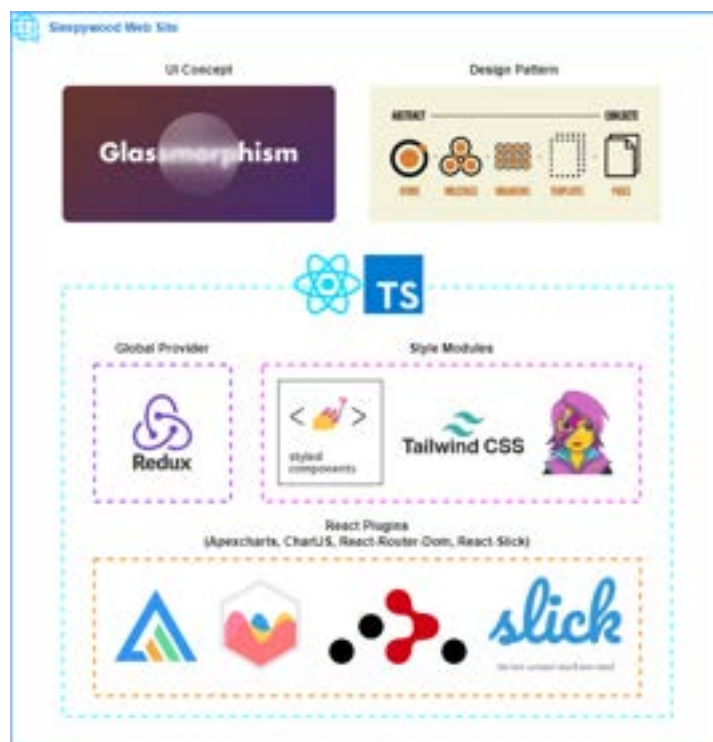 Sleepywood Web Site
UI Concept
Design Pattern
Glassmorphism
ABSTRACT
CONCRETE
ATOMS
MOLECULES
ORGANISMS
TEMPLATES
PAGES
TS
Global Provider
Style Modules
Redux
< >
styled
components
Tailwind CSS
React Plugins
(Apexcharts, ChartJS, React-Router-Dom, React-Slick)
slick